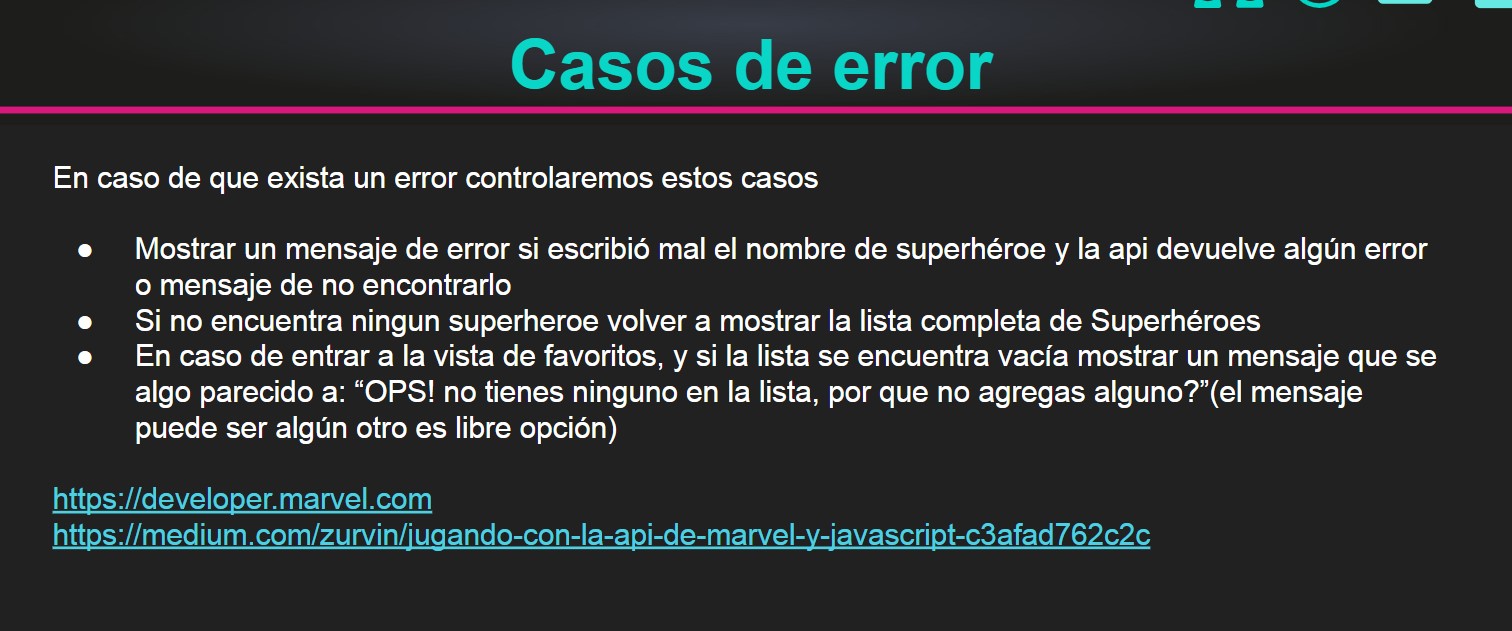 Casos de error
En caso de que exista un error controlaremos estos casos
● Mostrar un mensaje de error si escribió mal el nombre de superhéroe y la api devuelve algún error
o mensaje de no encontrarlo
● Si no encuentra ningun superheroe volver a mostrar la lista completa de Superhéroes
● En caso de entrar a la vista de favoritos, y si la lista se encuentra vacía mostrar un mensaje que se
algo parecido a: “OPS! no tienes ninguno en la lista, por que no agregas alguno?”(el mensaje
puede ser algún otro es libre opción)
https://developer.marvel.com
https://medium.com/zurvin/jugando-con-la-api-de-marvel-y-javascript-c3afad762c2c